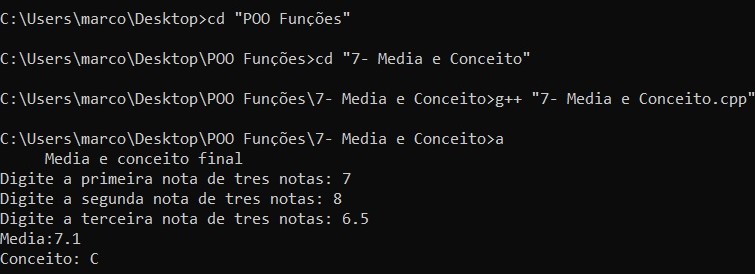 C:\Users\marco\Desktop>cd "POO Funções"
C:\Users\marco\Desktop\POO Funções>cd "7- Media e Conceito"
C:\Users\marco\Desktop\POO Funções\7- Media e Conceito>g++ "7- Media e Conceito.cpp"
C:\Users\marco\Desktop\POO Funções\7- Media e Conceito>a
Media e conceito final
Digite a primeira nota de tres notas: 7
Digite a segunda nota de tres notas: 8
Digite a terceira nota de tres notas: 6.5
Media:7.1
Conceito: C